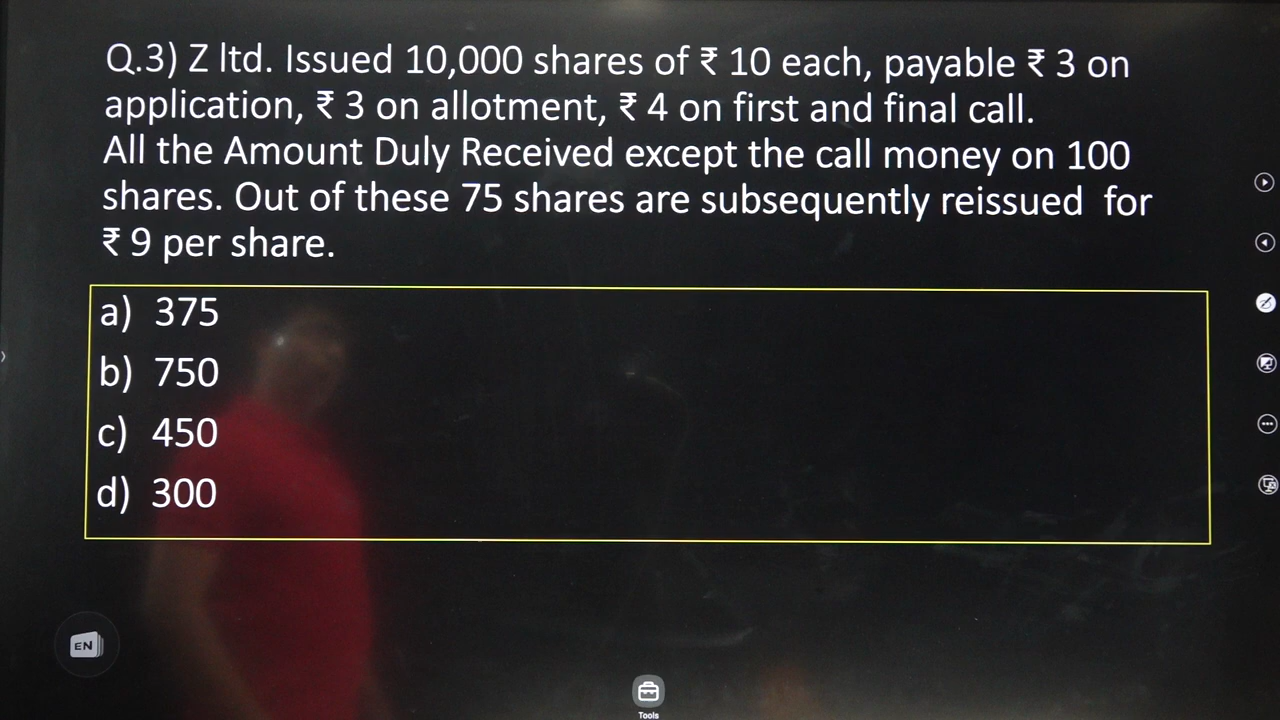 Q.3) Z ltd. Issued 10,000 shares of ₹ 10 each, payable ₹ 3 on
application, ₹ 3 on allotment, ₹ 4 on first and final call.
All the Amount Duly Received except the call money on 100
shares. Out of these 75 shares are subsequently reissued for
₹ 9 per share.
a) 375
b) 750
c) 450
d) 300
EN
Tools